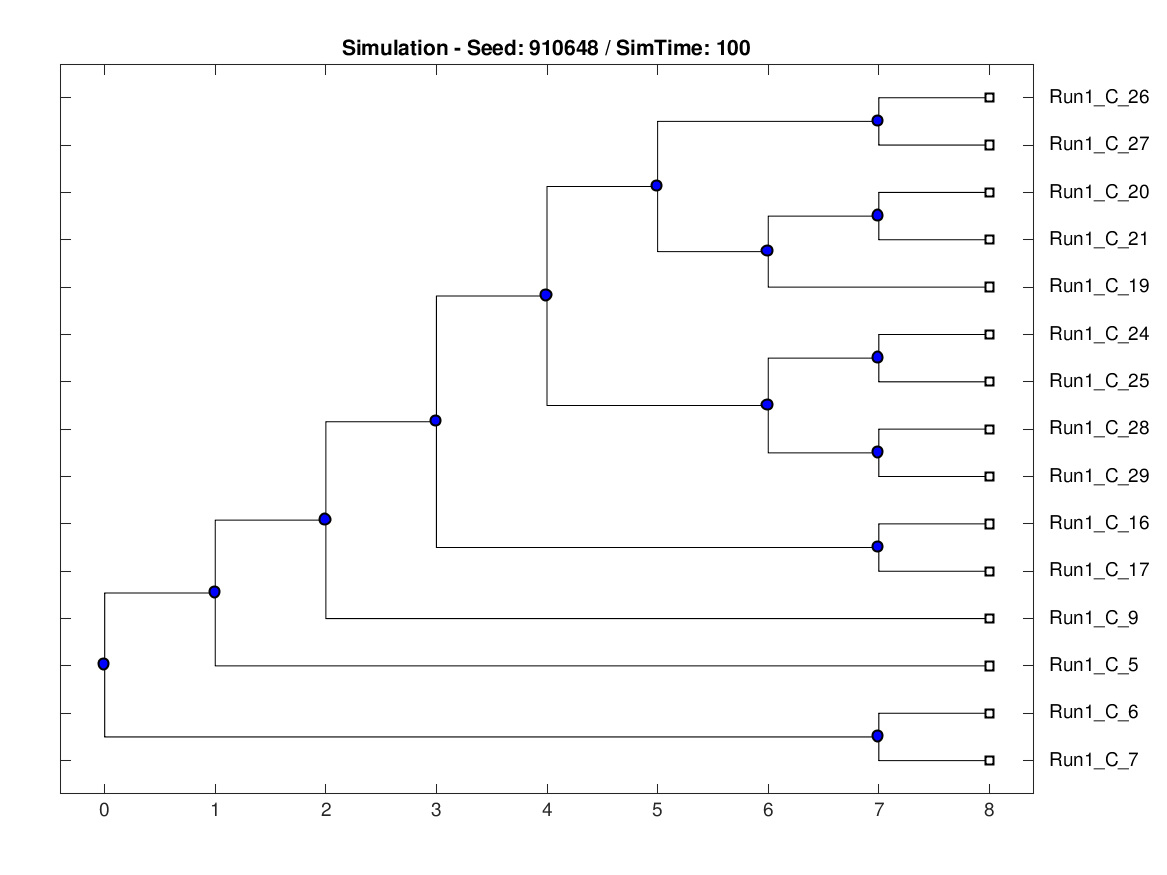 Simulation - Seed: 910648 / SimTime: 100
Run1_C_26
Run1_C_27
Run1_C_20
Run1_C_21
Run1_C_19
Run1_C_24
Run1_C_25
Run1_C_28
Run1_C_29
Run1_C_16
Run1_C_17
Run1_C_9
Run1_C_5
Run1_C_6
Run1_C_7
0 1 2 3 4 5 6 7 8